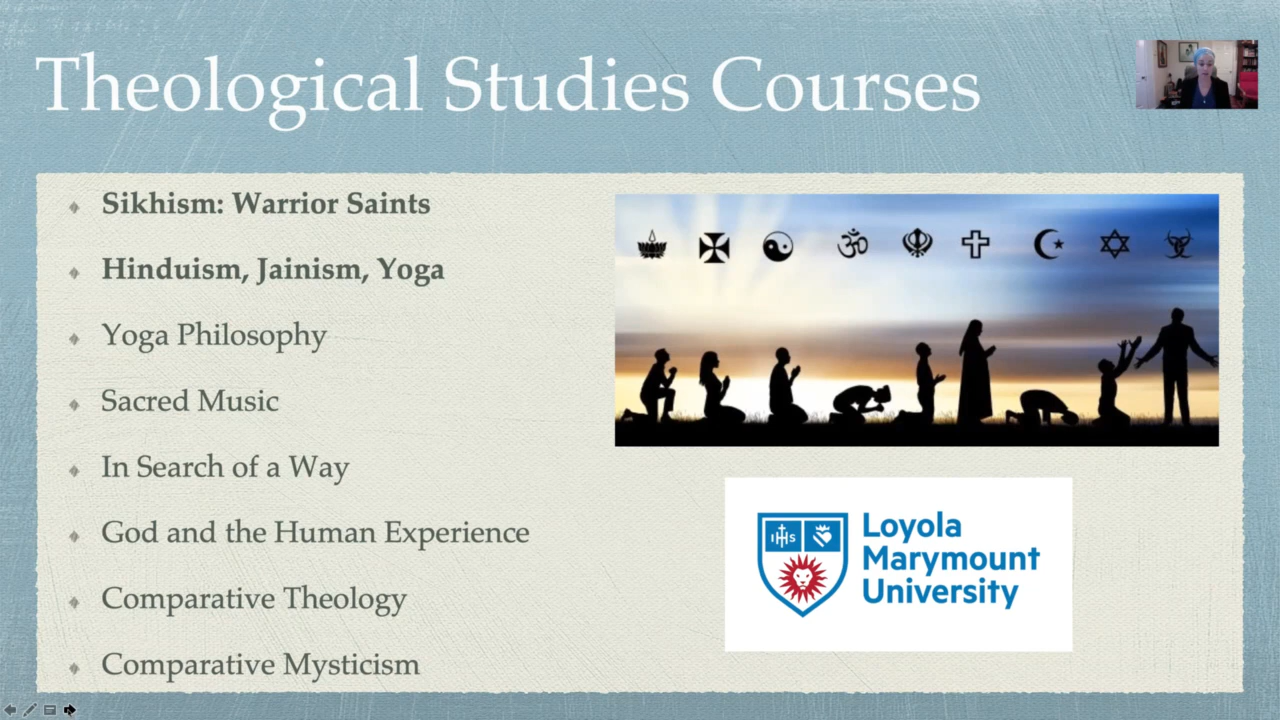 Theological Studies Courses
Sikhism: Warrior Saints
Hinduism, Jainism, Yoga
Yoga Philosophy
Sacred Music
In Search of a Way
God and the Human Experience
Comparative Theology
Comparative Mysticism
ॐ
IHS
Loyola
Marymount
University